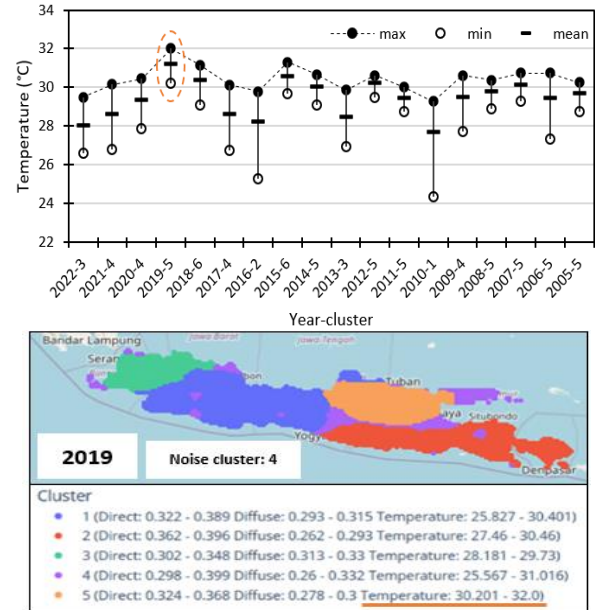 max min mean
Temperature (°C)
34
32
30
28
26
24
22
2022-3 2021-4 2020-4 2019-5 2018-6 2017-4 2016-2 2015-6 2014-5 2013-3 2012-5 2011-5 2010-1 2009-4 2008-5 2007-5 2006-5 2005-5
Year-cluster
Jawa Barat Jawa Tengah
Bandar Lampung
Seran
bon
Tuban
aya Situbondo
Yogy
Denpasar
2019
Noise cluster: 4
Cluster
1 (Direct: 0.322 - 0.389 Diffuse: 0.293 - 0.315 Temperature: 25.827 - 30.401)
2 (Direct: 0.362 - 0.396 Diffuse: 0.262 - 0.293 Temperature: 27.46 - 30.46)
3 (Direct: 0.302 - 0.348 Diffuse: 0.313 - 0.33 Temperature: 28.181 - 29.73)
4 (Direct: 0.298 - 0.399 Diffuse: 0.26 - 0.332 Temperature: 25.567 - 31.016)
5 (Direct: 0.324 - 0.368 Diffuse: 0.278 - 0.3 Temperature: 30.201 - 32.0)